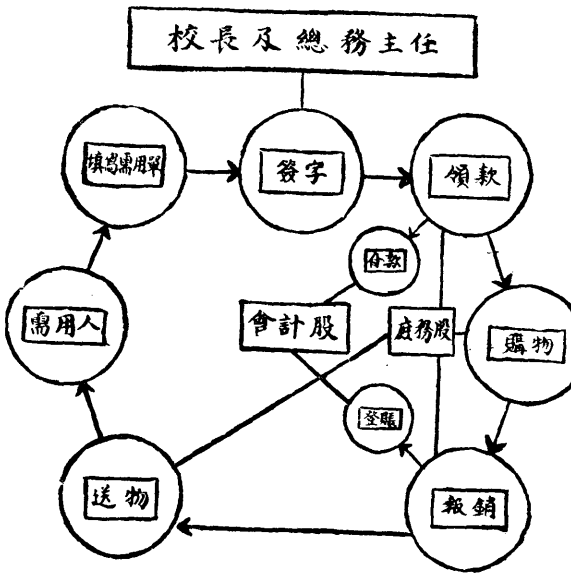 校長及總務主任
填寫需用單
簽字
領款
付款
需用人
會計股
庶務股
購物
登賬
送物
報銷